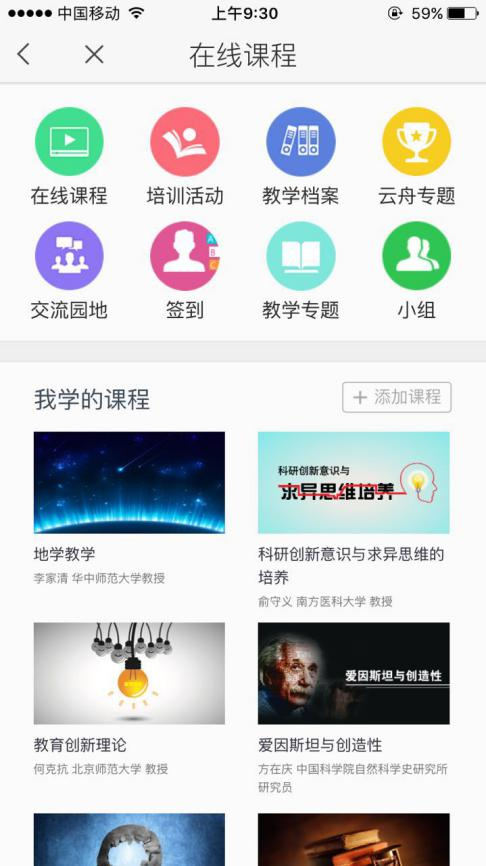 中国移动 上午9:30 59%
在线课程
在线课程 培训活动 教学档案 云舟专题
A
B
C
交流园地 签到 教学专题 小组
我学的课程 + 添加课程
科研创新意识与
求异思维培养
地学教学
李家清 华中师范大学教授
科研创新意识与求异思维的
培养
俞守义 南方医科大学 教授
爱因斯坦与创造性
教育创新理论
何克抗 北京师范大学 教授
爱因斯坦与创造性
方在庆 中国科学院自然科学史研究所
研究员